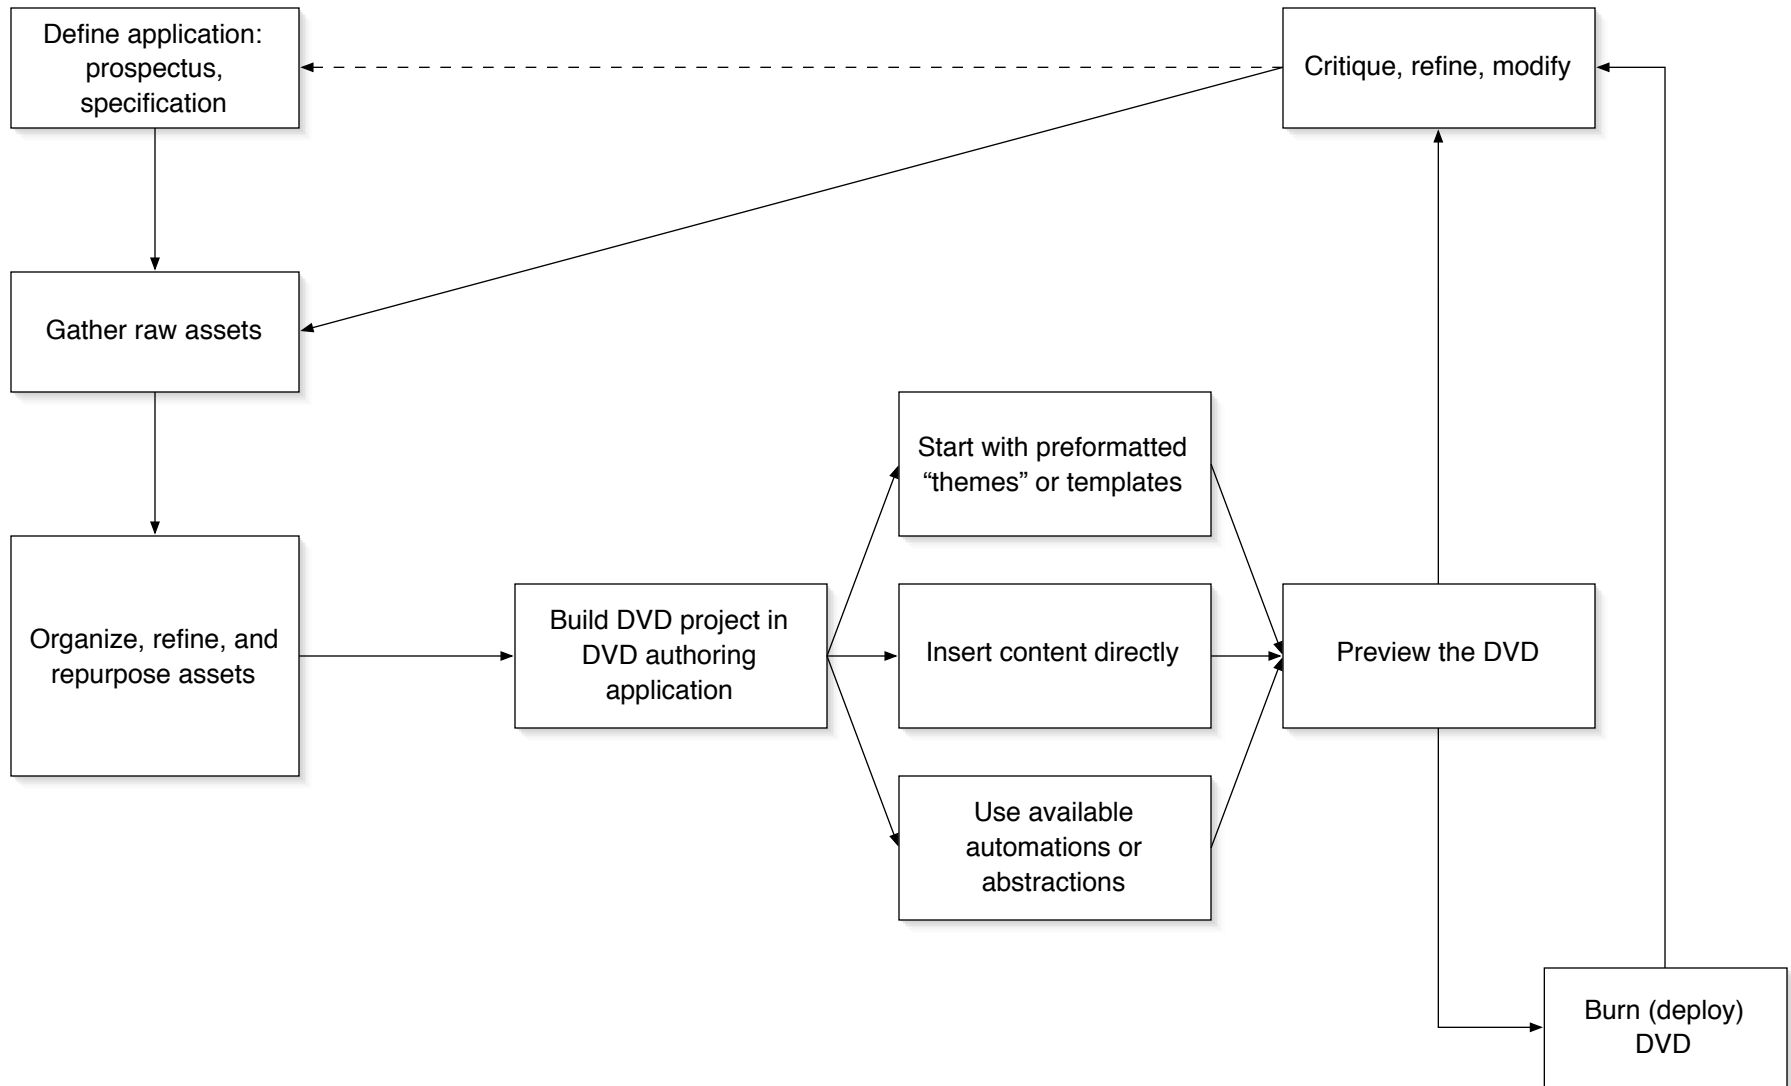 Define application:
prospectus,
specification
Critique, refine, modify
Gather raw assets
Start with preformatted
“themes” or templates
Organize, refine, and
repurpose assets
Build DVD project in
DVD authoring
application
Insert content directly
Preview the DVD
Use available
automations or
abstractions
Burn (deploy)
DVD